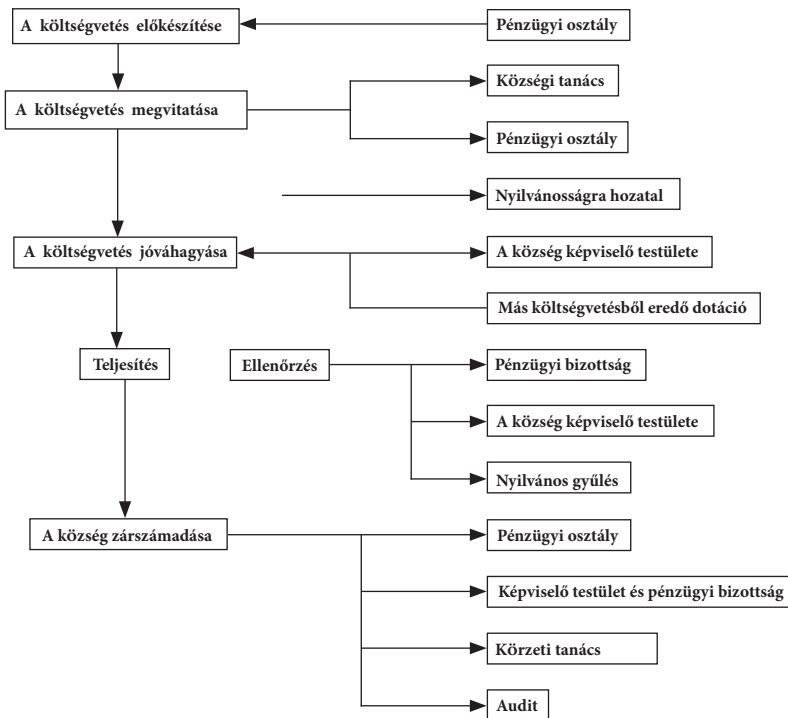 A költségvetés előkészítése
Pénzügyi osztály
Községi tanács
A költségvetés megvitatása
Pénzügyi osztály
Nyilvánosságra hozatal
A költségvetés jóváhagyása
A község képviselő testülete
Más költségvetésből eredő dotáció
Teljesítés
Ellenőrzés
Pénzügyi bizottság
A község képviselő testülete
Nyilvános gyűlés
A község zárszámadása
Pénzügyi osztály
Képviselő testület és pénzügyi bizottság
Körzeti tanács
Audit